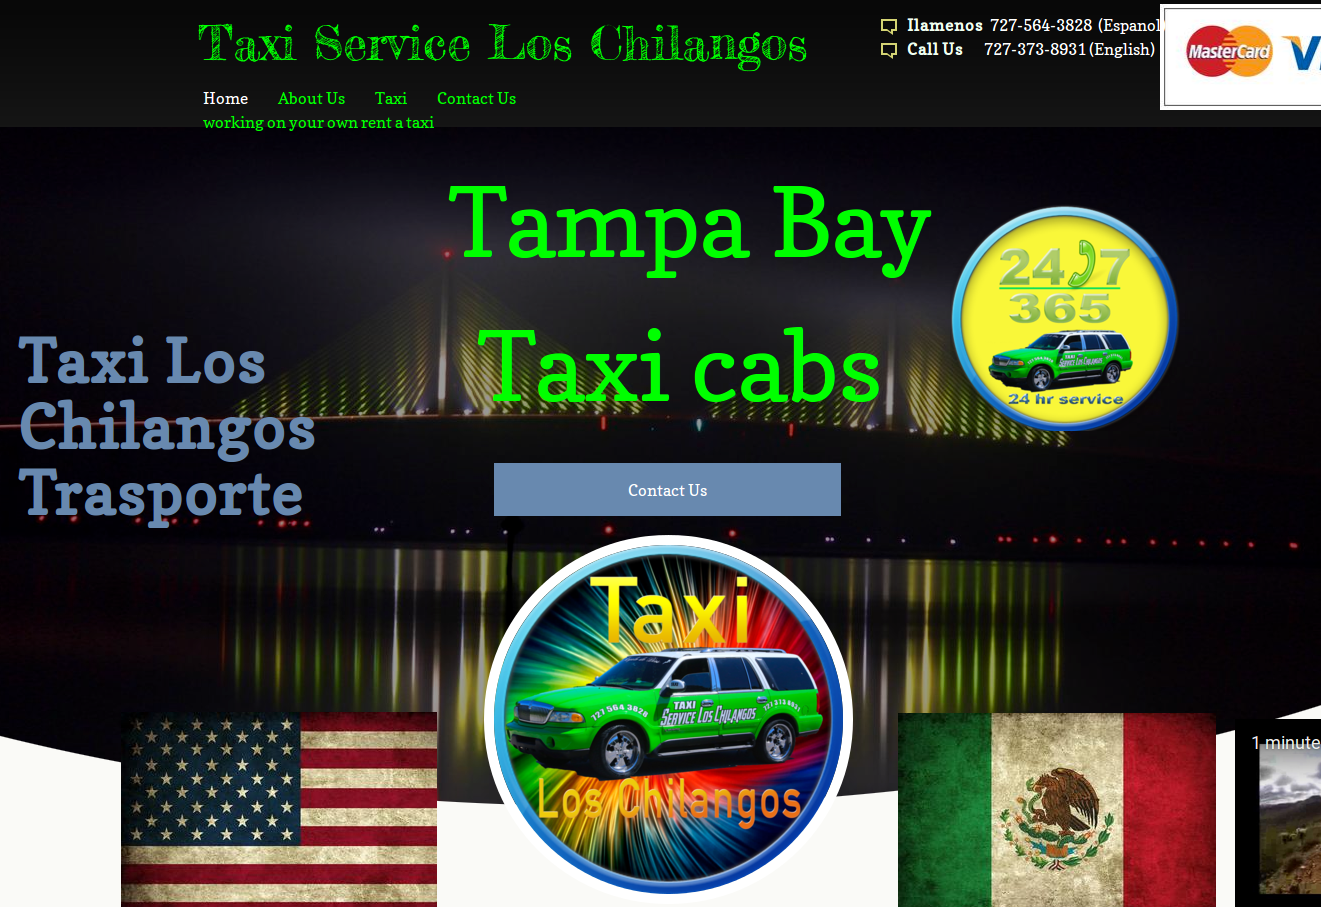 Taxi Service Los Chilangos
llamenos 727-564-3828 (Espanol
Call Us 727-373-8931 (English)
MasterCard
Home About Us Taxi Contact Us
working on your own rent a taxi
Tampa Bay
Taxi cabs
24 7
365
TAXI
SERVICE LOS CHILANGOS
24 hr service
Taxi Los
Chilangos
Trasporte
Contact Us
Taxi
727 564 3828
TAXI
SERVICE LOS CHILANGOS
727 373 8931
Los Chilangos
1 minute